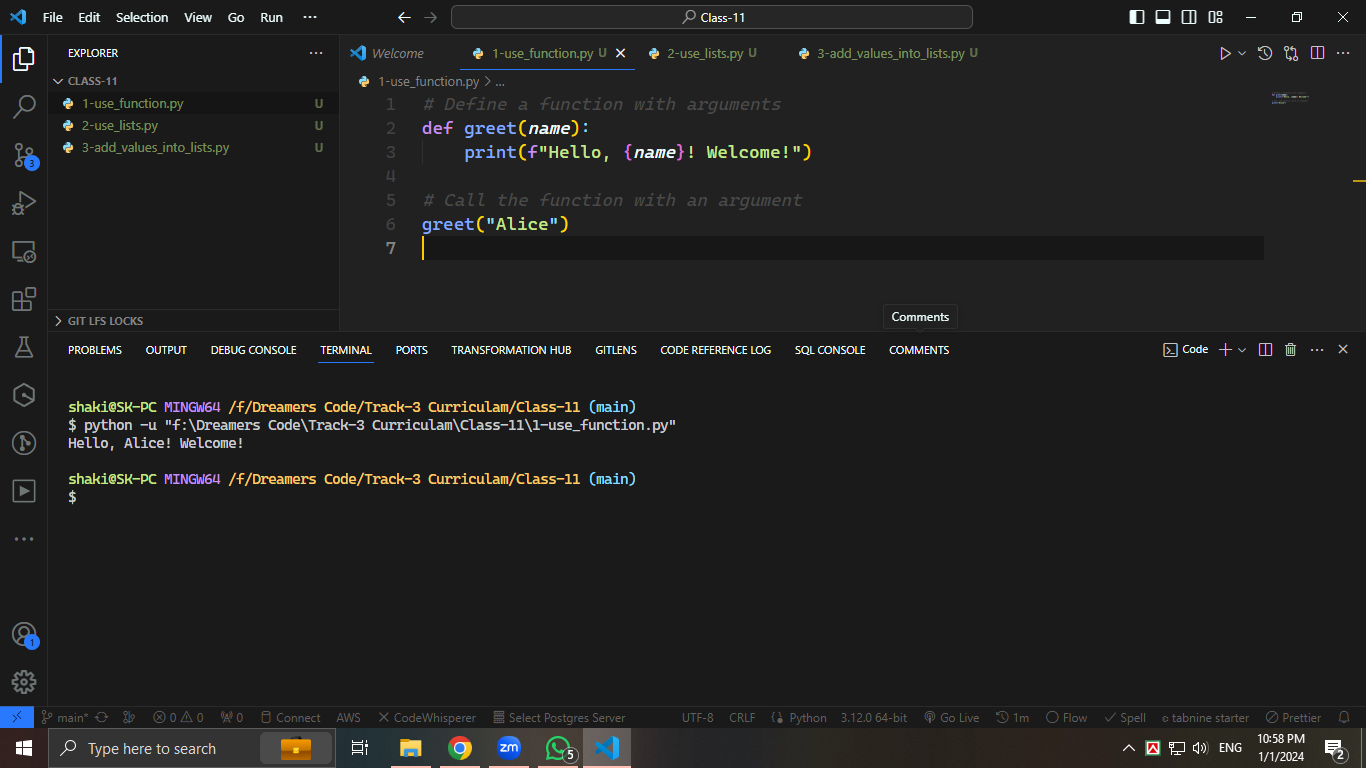 File Edit Selection View Go Run ··· Class-11
EXPLORER ···
CLASS-11
1-use_function.py U
2-use_lists.py U
3-add_values_into_lists.py U
GIT LFS LOCKS
3
1
Welcome 1-use_function.py U 2-use_lists.py U 3-add_values_into_lists.py U
1-use_function.py > ...
1 # Define a function with arguments
2 def greet(name):
3 print(f"Hello, {name}! Welcome!")
4
5 # Call the function with an argument
6 greet("Alice")
7
Comments
PROBLEMS OUTPUT DEBUG CONSOLE TERMINAL PORTS TRANSFORMATION HUB GITLENS CODE REFERENCE LOG SQL CONSOLE COMMENTS Code
shaki@SK-PC MINGW64 /f/Dreamers Code/Track-3 Curriculam/Class-11 (main)
$ python -u "f:\Dreamers Code\Track-3 Curriculam\Class-11\1-use_function.py"
Hello, Alice! Welcome!
shaki@SK-PC MINGW64 /f/Dreamers Code/Track-3 Curriculam/Class-11 (main)
$
main* 0 0 0 Connect AWS CodeWhisperer Select Postgres Server UTF-8 CRLF Python 3.12.0 64-bit Go Live 1m Flow Spell tabnine starter Prettier
Type here to search zm 5 ENG 10:58 PM
1/1/2024 2